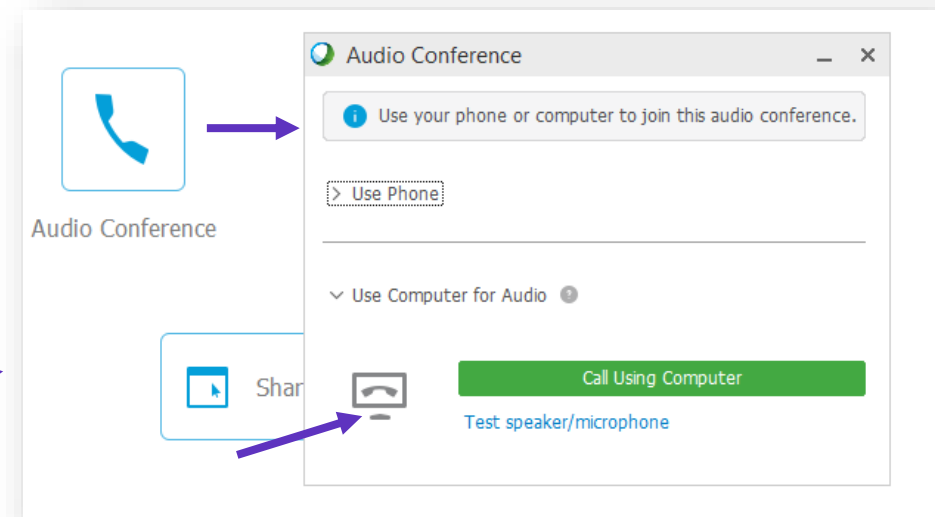 Audio Conference
Use your phone or computer to join this audio conference.
> Use Phone
Audio Conference
Use Computer for Audio ?
Shar
Call Using Computer
Test speaker/microphone